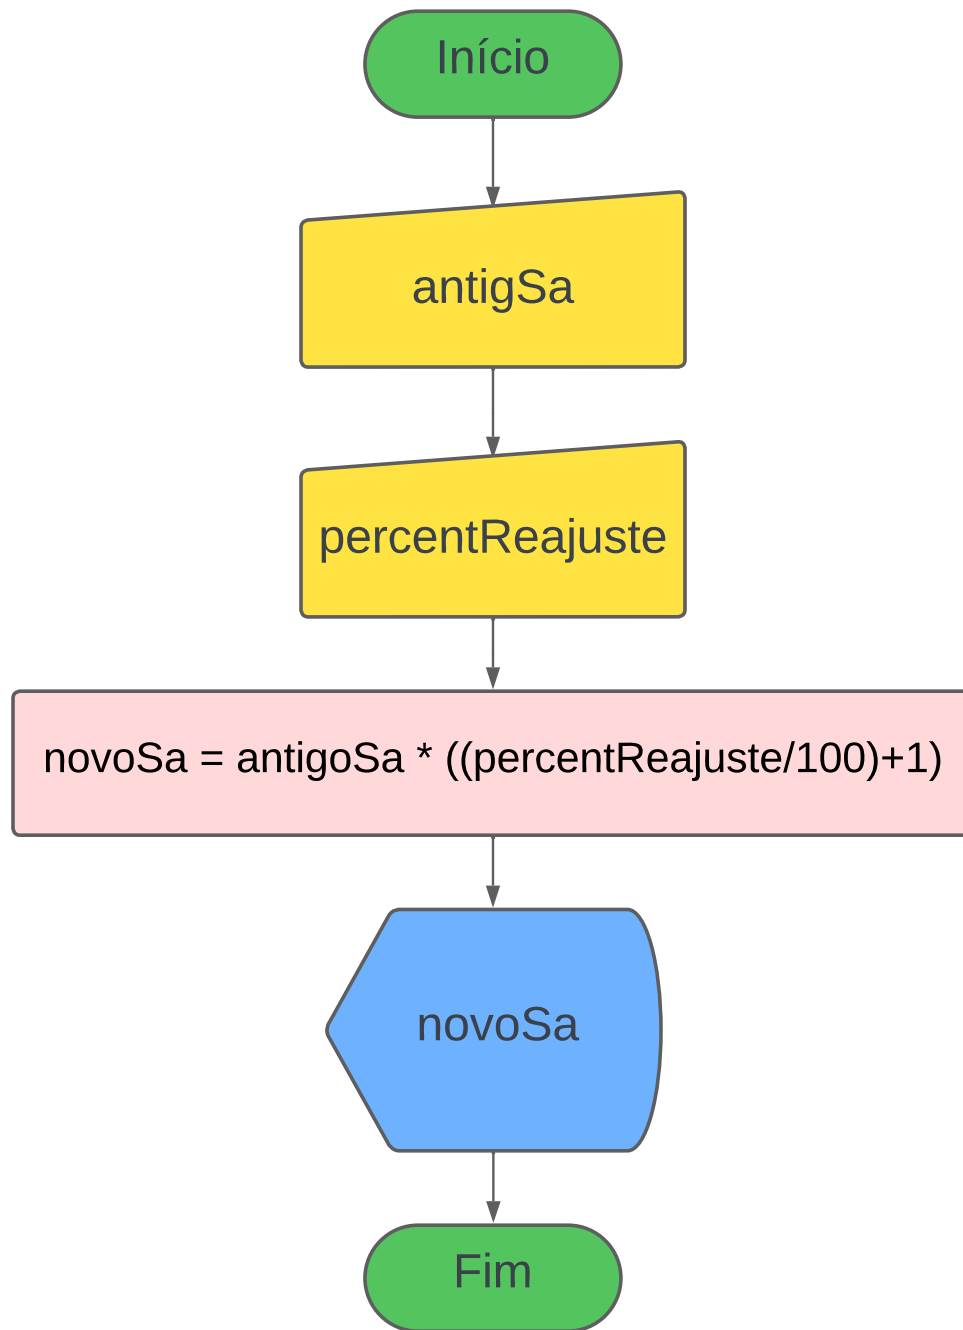 Início
antigSa
percentReajuste
novoSa = antigoSa * ((percentReajuste/100)+1)
novoSa
Fim